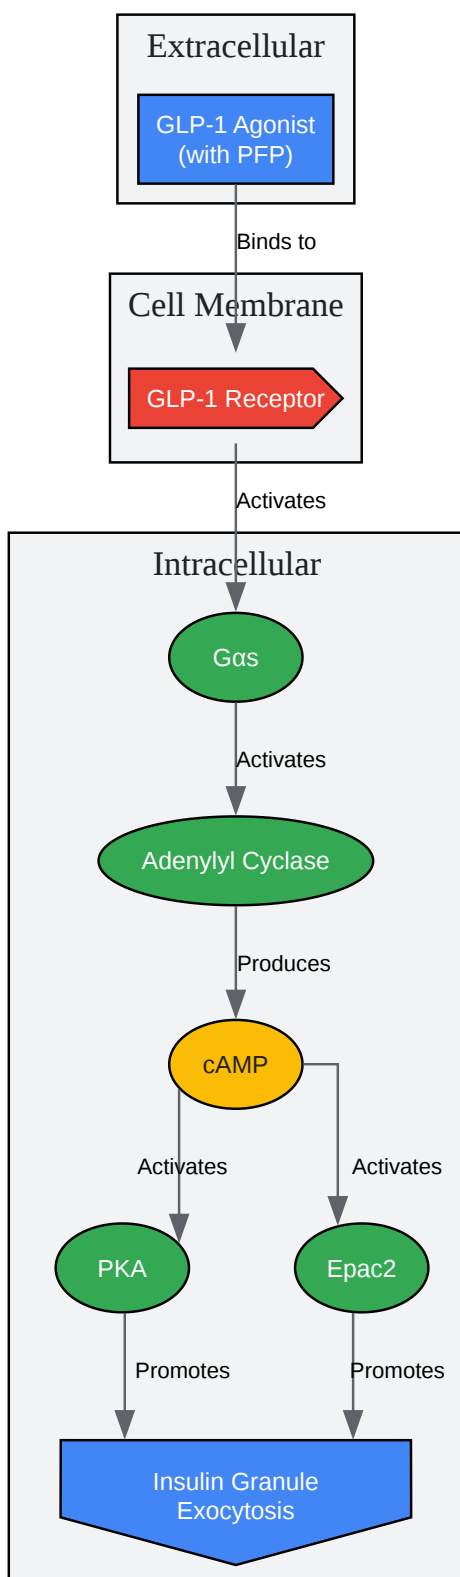 Extracellular
GLP-1 Agonist
(with PFP)
Binds to
Cell Membrane
GLP-1 Receptor
Activates
Intracellular
Gαs
Activates
Adenylyl Cyclase
Produces
cAMP
Activates
Activates
PKA
Epac2
Promotes
Promotes
Insulin Granule
Exocytosis